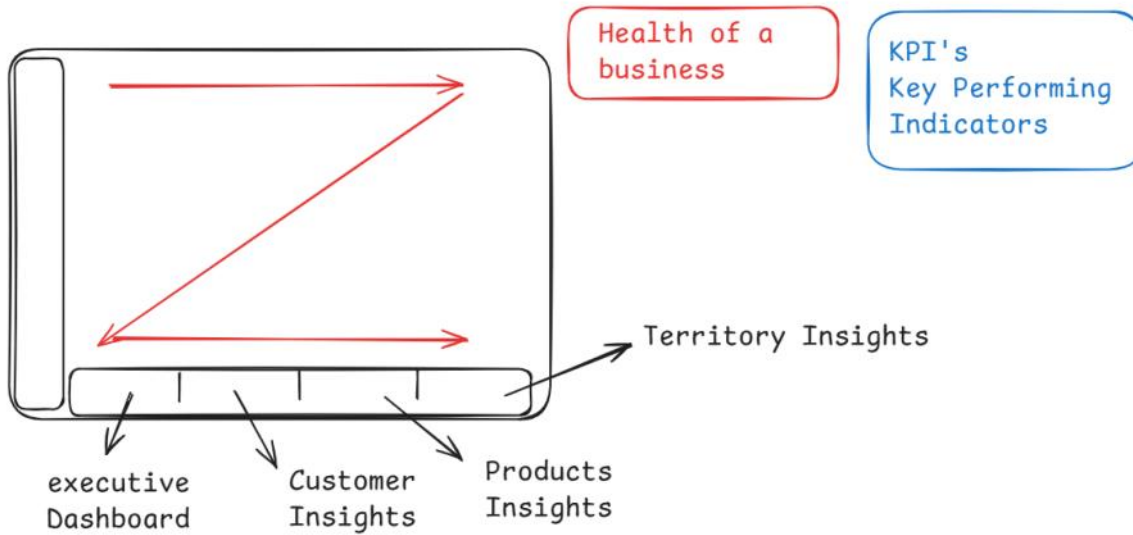 Health of a
business
KPI's
Key Performing
Indicators
Territory Insights
executive
Dashboard
Customer
Insights
Products
Insights